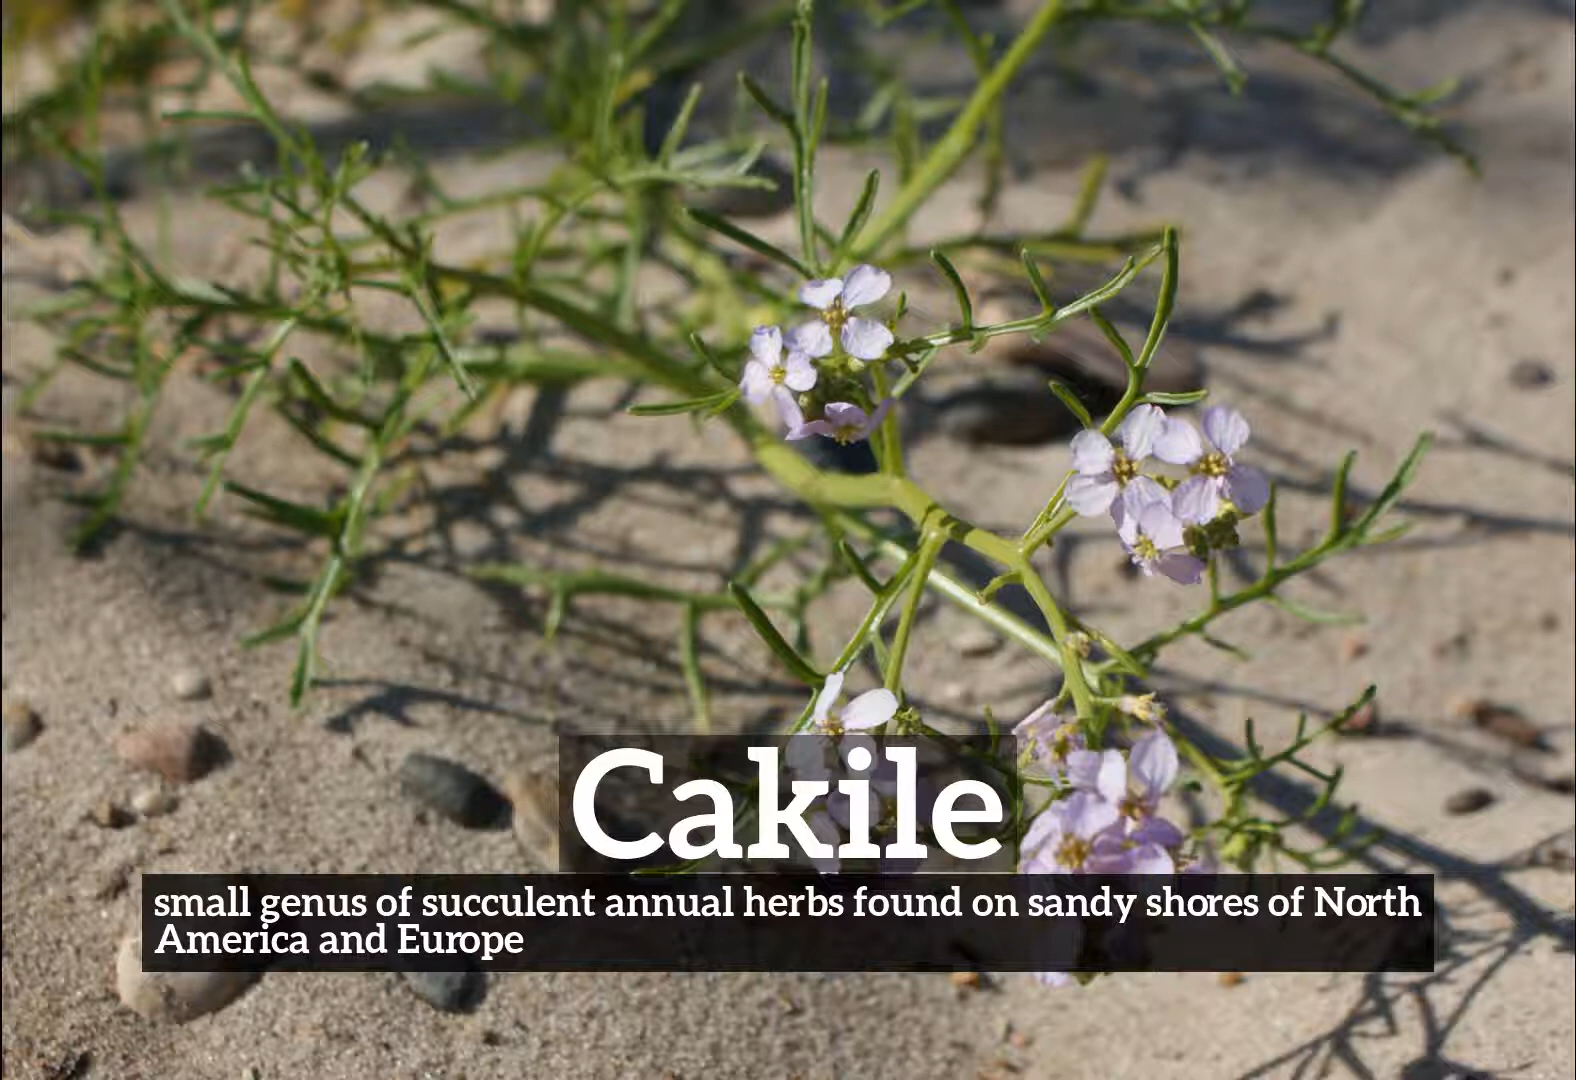 Cakile
small genus of succulent annual herbs found on sandy shores of North
America and Europe